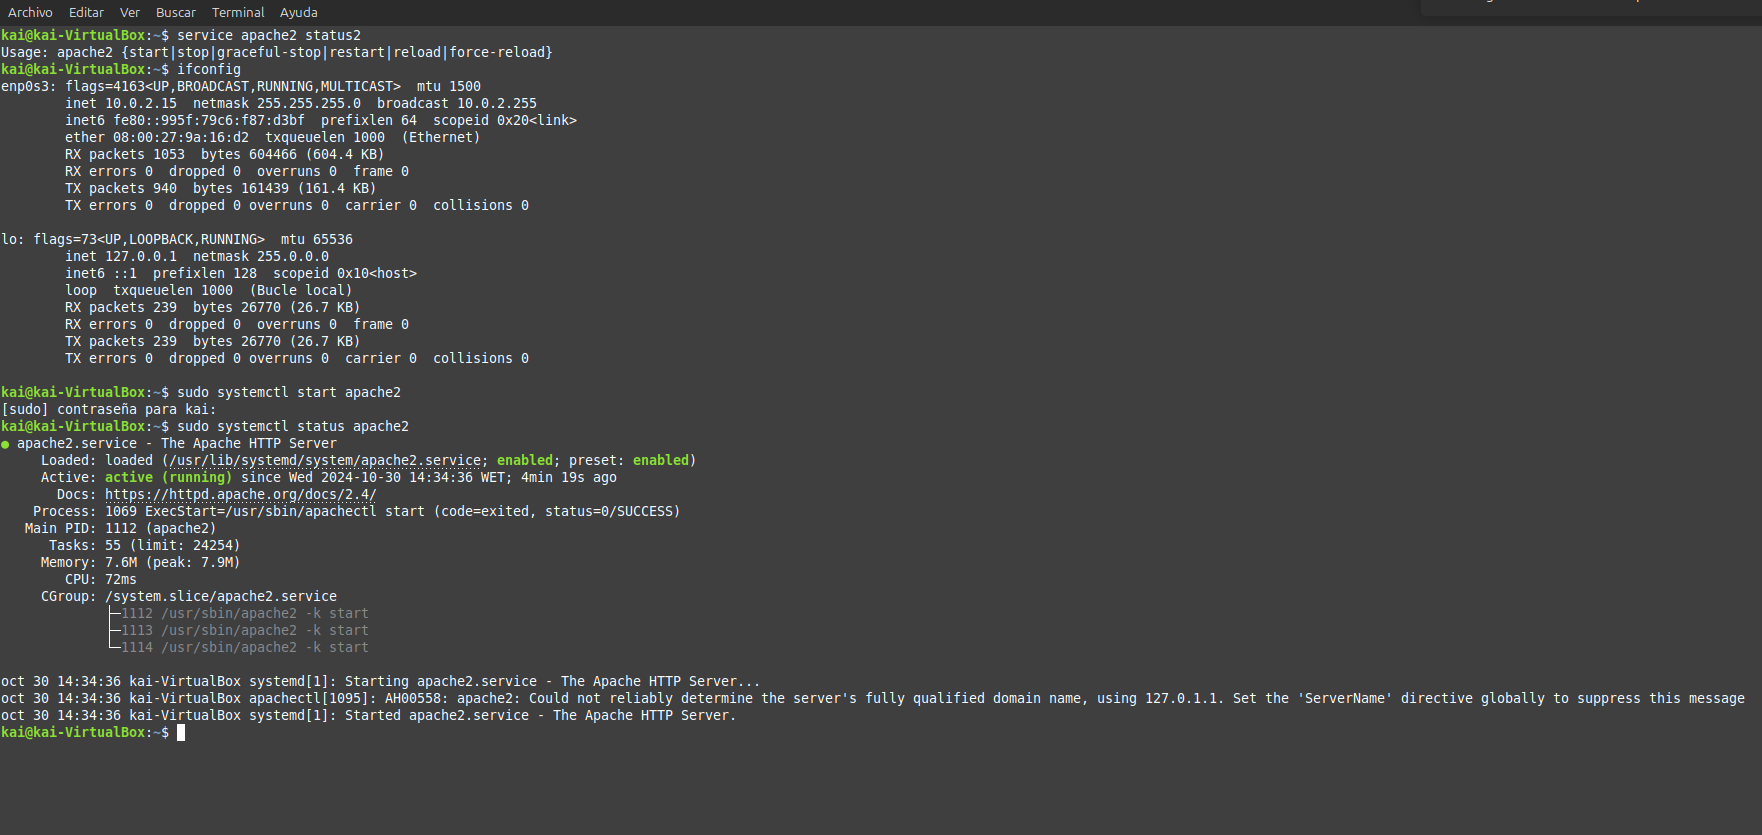 Archivo Editar Ver Buscar Terminal Ayuda
kai@kai-VirtualBox:~$ service apache2 status2
Usage: apache2 {start|stop|graceful-stop|restart|reload|force-reload}
kai@kai-VirtualBox:~$ ifconfig
enp0s3: flags=4163<UP,BROADCAST,RUNNING,MULTICAST>  mtu 1500
        inet 10.0.2.15  netmask 255.255.255.0  broadcast 10.0.2.255
        inet6 fe80::995f:79c6:f87:d3bf  prefixlen 64  scopeid 0x20<link>
        ether 08:00:27:9a:16:d2  txqueuelen 1000  (Ethernet)
        RX packets 1053  bytes 604466 (604.4 KB)
        RX errors 0  dropped 0  overruns 0  frame 0
        TX packets 940  bytes 161439 (161.4 KB)
        TX errors 0  dropped 0 overruns 0  carrier 0  collisions 0

lo: flags=73<UP,LOOPBACK,RUNNING>  mtu 65536
        inet 127.0.0.1  netmask 255.0.0.0
        inet6 ::1  prefixlen 128  scopeid 0x10<host>
        loop  txqueuelen 1000  (Bucle local)
        RX packets 239  bytes 26770 (26.7 KB)
        RX errors 0  dropped 0  overruns 0  frame 0
        TX packets 239  bytes 26770 (26.7 KB)
        TX errors 0  dropped 0 overruns 0  carrier 0  collisions 0

kai@kai-VirtualBox:~$ sudo systemctl start apache2
[sudo] contraseña para kai:
kai@kai-VirtualBox:~$ sudo systemctl status apache2
● apache2.service - The Apache HTTP Server
     Loaded: loaded (/usr/lib/systemd/system/apache2.service; enabled; preset: enabled)
     Active: active (running) since Wed 2024-10-30 14:34:36 WET; 4min 19s ago
       Docs: https://httpd.apache.org/docs/2.4/
    Process: 1069 ExecStart=/usr/sbin/apachectl start (code=exited, status=0/SUCCESS)
   Main PID: 1112 (apache2)
      Tasks: 55 (limit: 24254)
     Memory: 7.6M (peak: 7.9M)
        CPU: 72ms
     CGroup: /system.slice/apache2.service
             ├─1112 /usr/sbin/apache2 -k start
             ├─1113 /usr/sbin/apache2 -k start
             └─1114 /usr/sbin/apache2 -k start

oct 30 14:34:36 kai-VirtualBox systemd[1]: Starting apache2.service - The Apache HTTP Server...
oct 30 14:34:36 kai-VirtualBox apachectl[1095]: AH00558: apache2: Could not reliably determine the server's fully qualified domain name, using 127.0.1.1. Set the 'ServerName' directive globally to suppress this message
oct 30 14:34:36 kai-VirtualBox systemd[1]: Started apache2.service - The Apache HTTP Server.
kai@kai-VirtualBox:~$